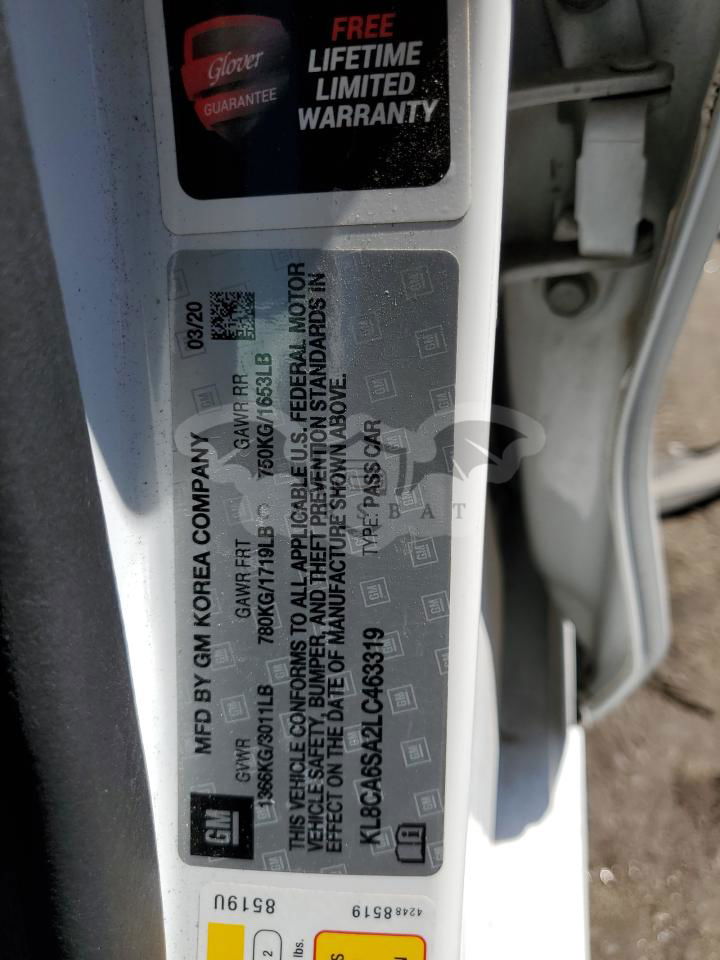 Glover
GUARANTEE
FREE
LIFETIME
LIMITED
WARRANTY
MFD BY GM KOREA COMPANY
03/20
GVWR GAWR FRT GAWR RR
1366KG/3011LB 780KG/1719LB 750KG/1653LB
THIS VEHICLE CONFORMS TO ALL APPLICABLE U.S. FEDERAL MOTOR
VEHICLE SAFETY, BUMPER, AND THEFT PREVENTION STANDARDS IN
EFFECT ON THE DATE OF MANUFACTURE SHOWN ABOVE.
KL8CA6SA2LC463319 TYPE: PASS CAR
GM
8519U
4248 8519
2
lbs.